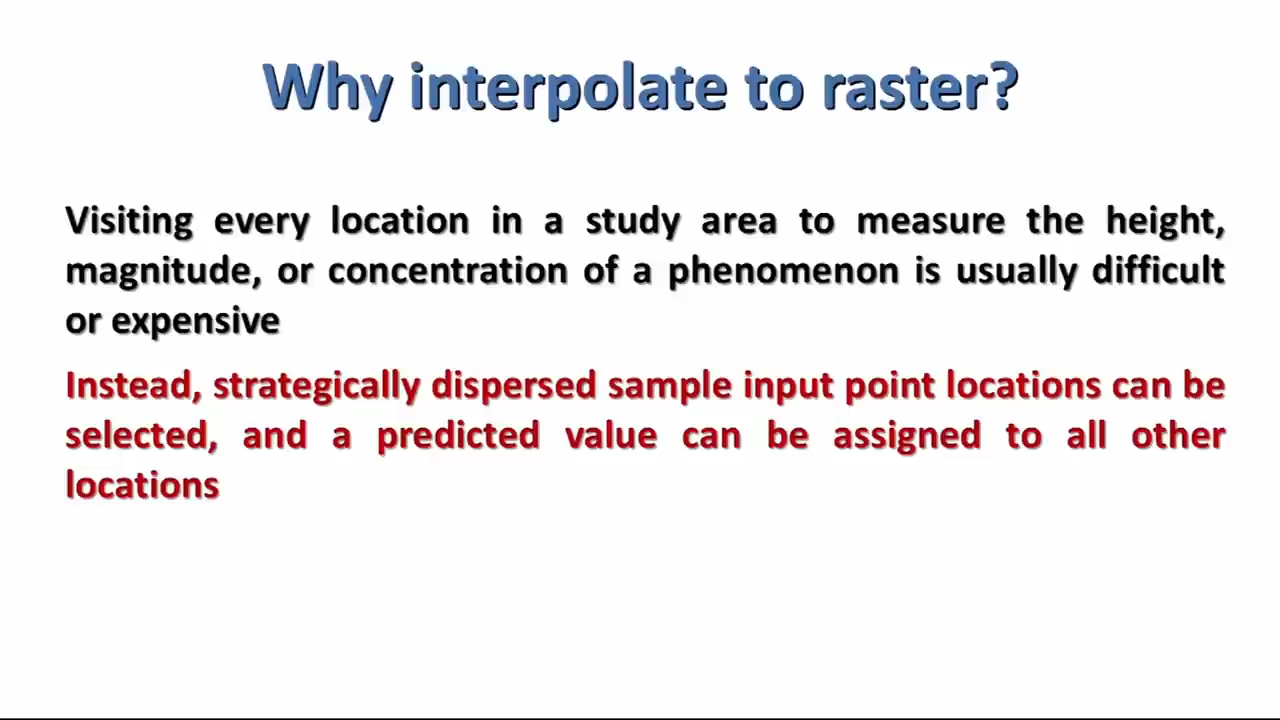 Why interpolate to raster?
Visiting every location in a study area to measure the height,
magnitude, or concentration of a phenomenon is usually difficult
or expensive
Instead, strategically dispersed sample input point locations can be
selected, and a predicted value can be assigned to all other
locations